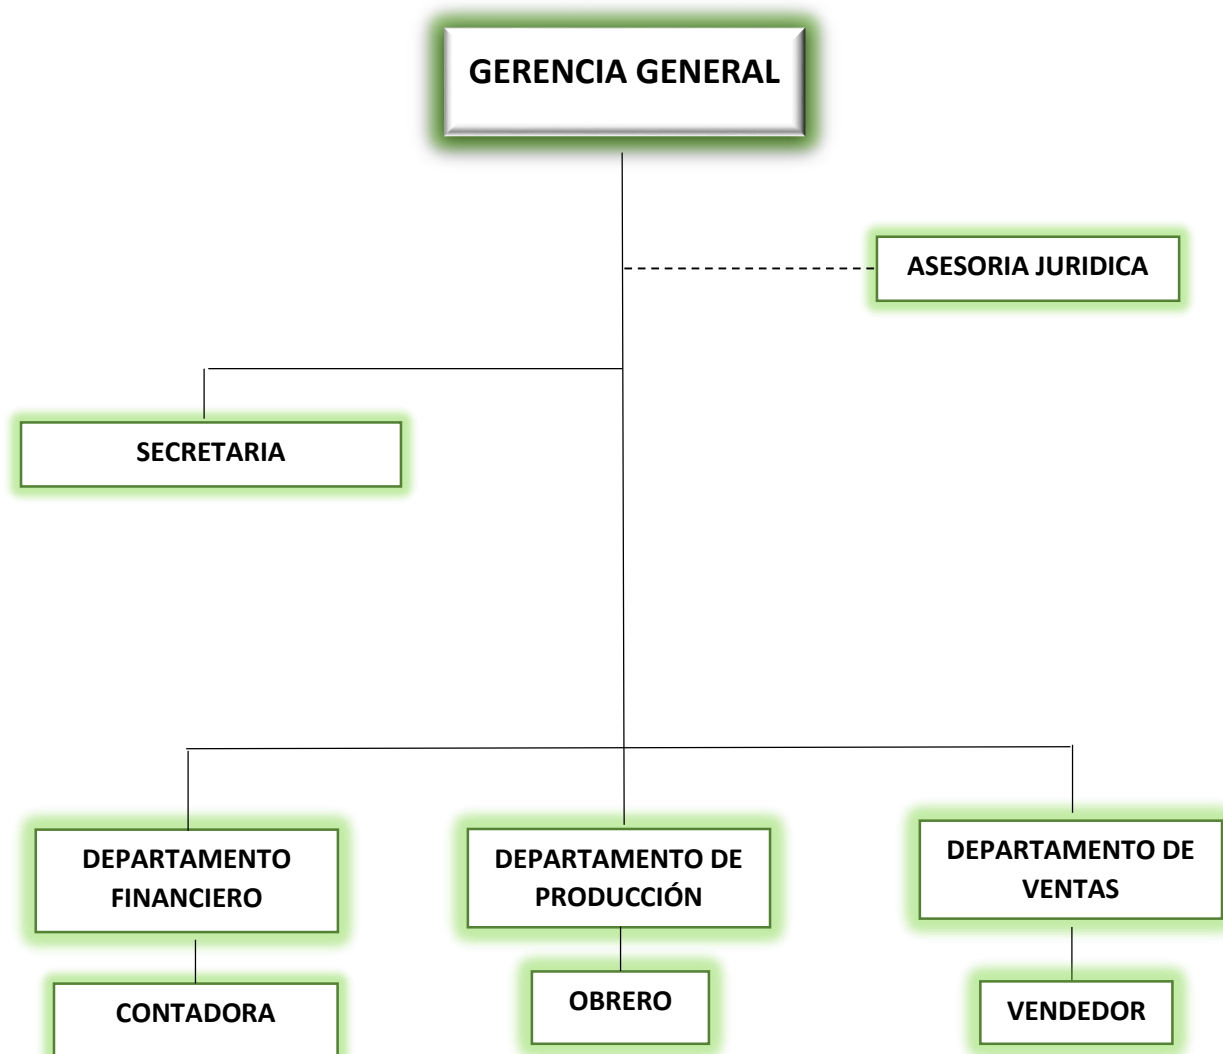 GERENCIA GENERAL
ASESORIA JURIDICA
SECRETARIA
DEPARTAMENTO
FINANCIERO
DEPARTAMENTO DE
PRODUCCIÓN
DEPARTAMENTO DE
VENTAS
CONTADORA
OBRERO
VENDEDOR